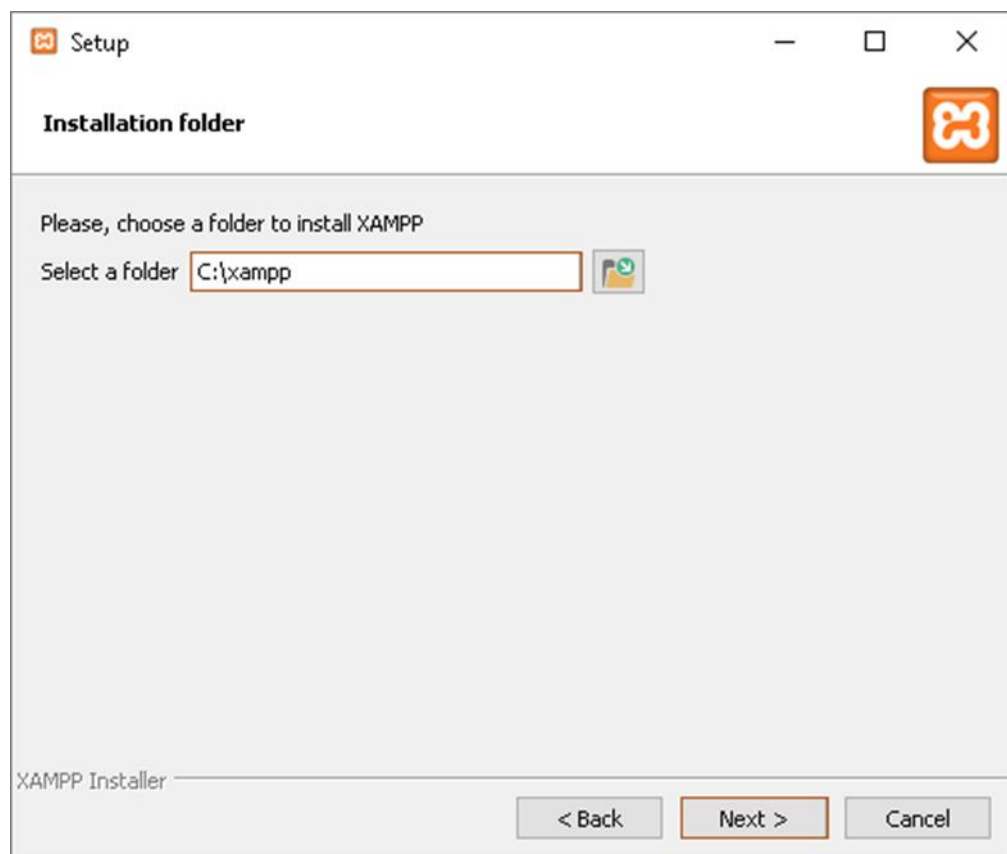 Setup
Installation folder
Please, choose a folder to install XAMPP
Select a folder C:\xampp
XAMPP Installer
< Back Next > Cancel